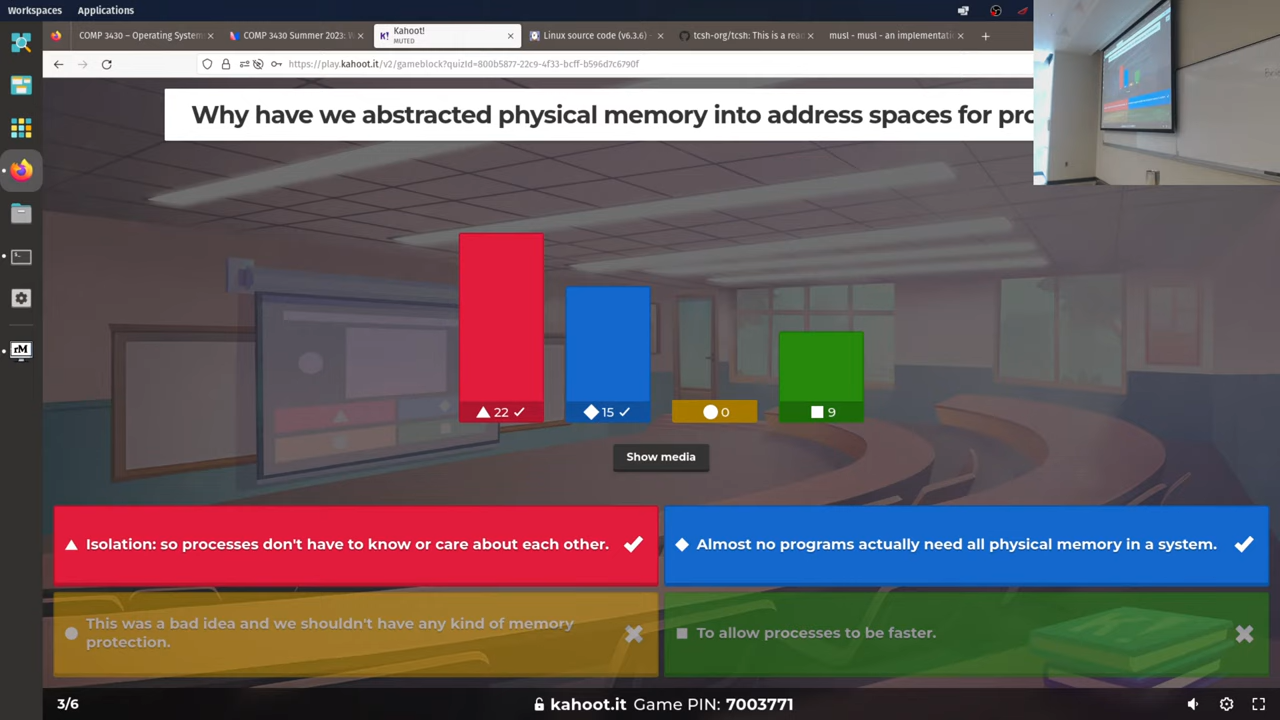 Workspaces Applications
COMP 3430 – Operating System
COMP 3430 Summer 2023: W
Kahoot!
MUTED
Linux source code (v6.3.6) -
tcsh-org/tcsh: This is a rea
musl - musl - an implementati
https://play.kahoot.it/v2/gameblock?quizId=800b5877-22c9-4f33-bcff-b596d7c6790f
Why have we abstracted physical memory into address spaces for pro
22
15
0
9
Show media
Isolation: so processes don't have to know or care about each other.
Almost no programs actually need all physical memory in a system.
This was a bad idea and we shouldn't have any kind of memory
protection.
To allow processes to be faster.
3/6
kahoot.it Game PIN: 7003771
rM